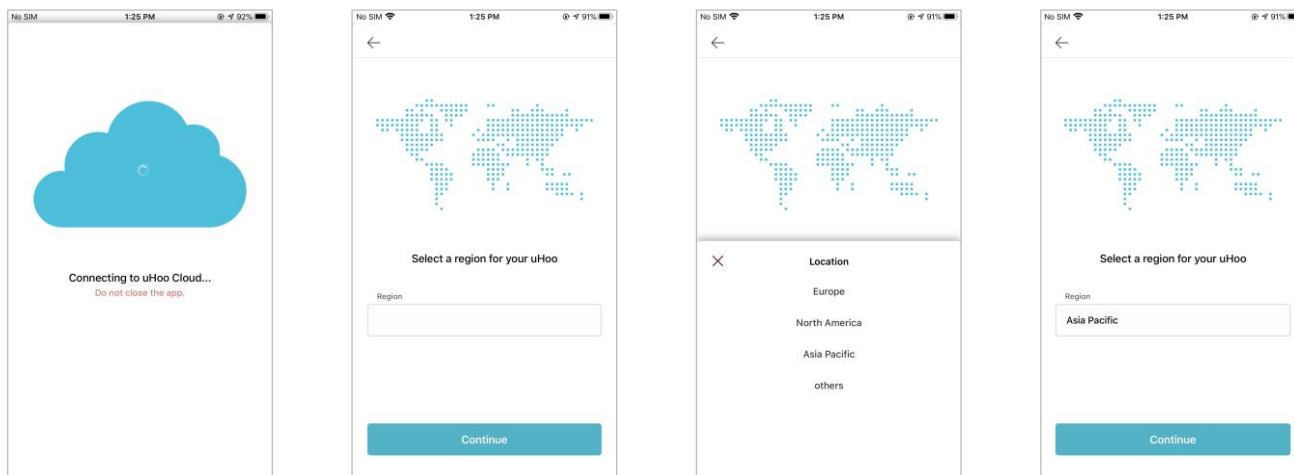 No SIM 1:25 PM 92%
Connecting to uHoo Cloud...
Do not close the app.
No SIM 1:25 PM 91%
Select a region for your uHoo
Region
Continue
No SIM 1:25 PM 91%
Location
Europe
North America
Asia Pacific
others
No SIM 1:25 PM 91%
Select a region for your uHoo
Region
Asia Pacific
Continue